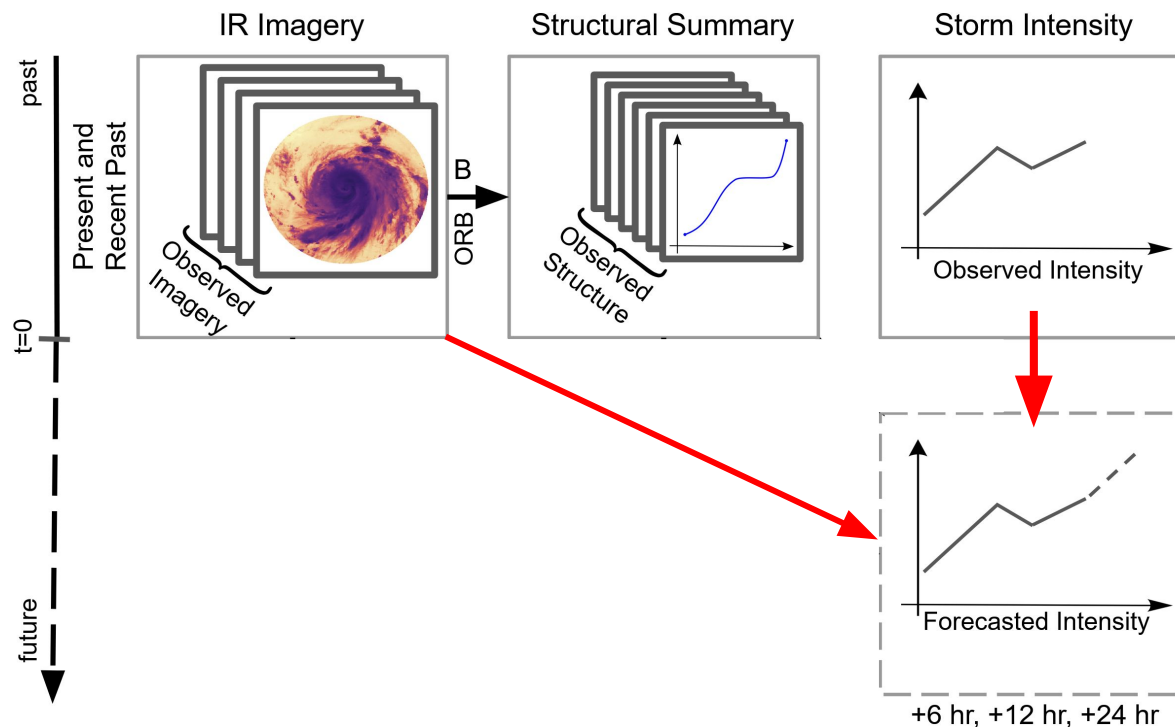 IR Imagery
Structural Summary
Storm Intensity
past
Present and
Recent Past
Observed
Imagery
B
ORB
Observed
Structure
Observed Intensity
t=0
future
Forecasted Intensity
+6 hr, +12 hr, +24 hr